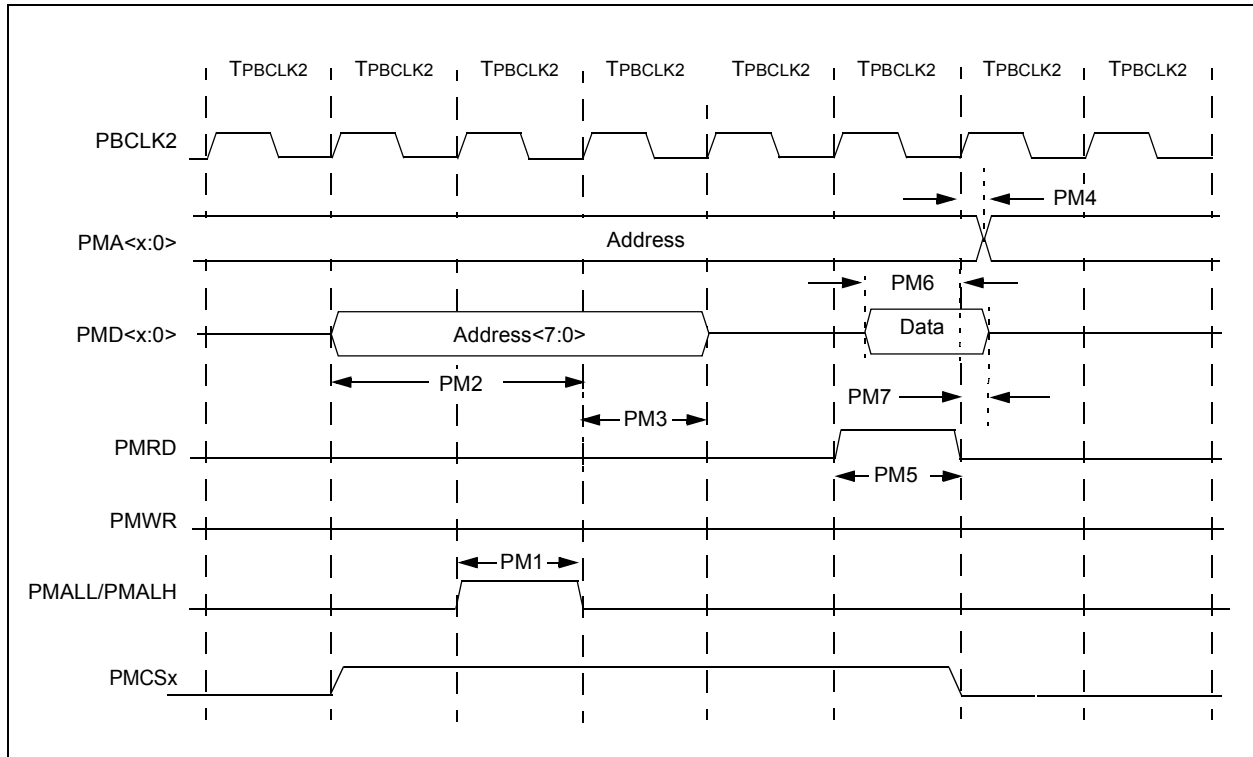 TPBCLK2 TPBCLK2 TPBCLK2 TPBCLK2 TPBCLK2 TPBCLK2 TPBCLK2 TPBCLK2
PBCLK2
PM4
PMA<x:0> Address
PM6
PMD<x:0> Address<7:0> Data
PM2
PM7
PM3
PMRD
PM5
PMWR
PM1
PMALL/PMALH
PMCSx